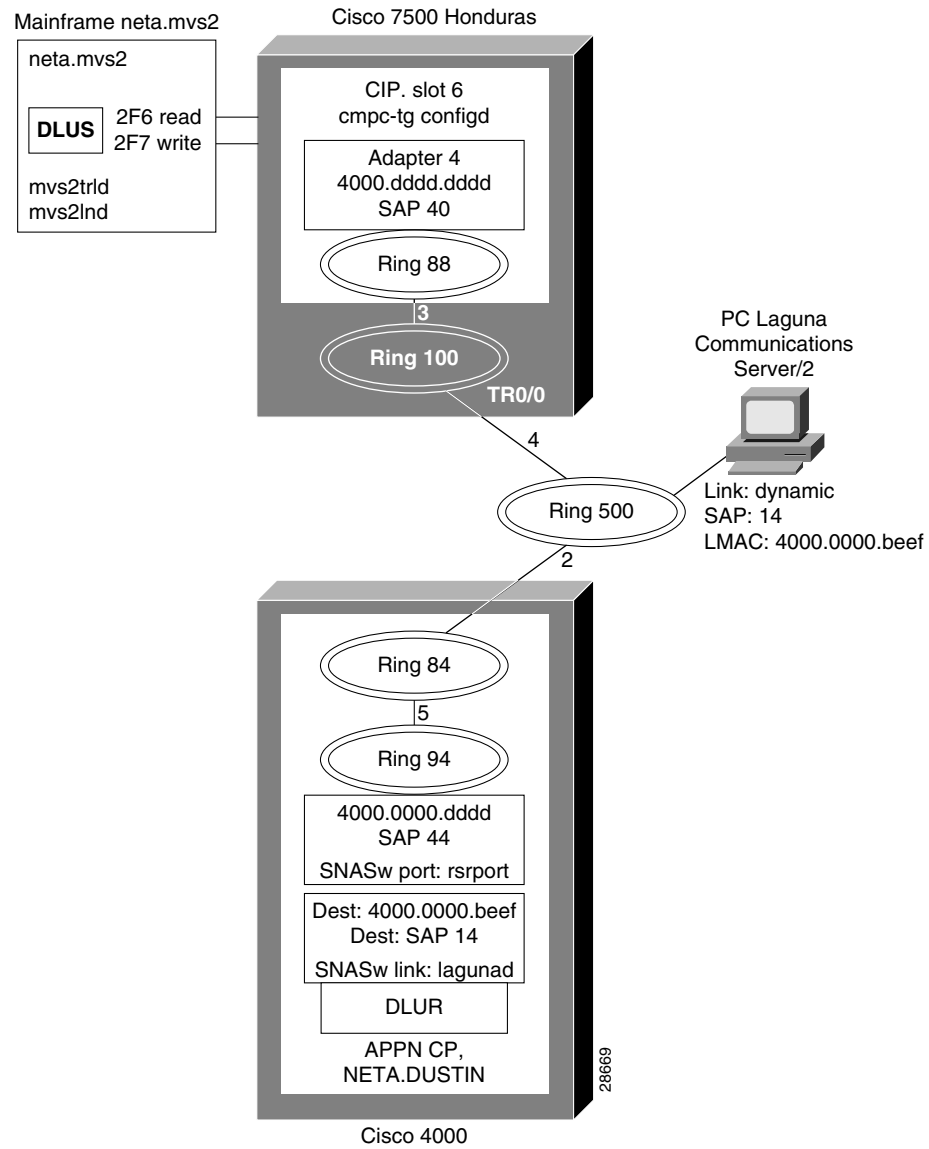 Mainframe neta.mvs2
neta.mvs2
DLUS
2F6 read
2F7 write
mvs2trld
mvs2lnd
Cisco 7500 Honduras
CIP. slot 6
cmpc-tg configd
Adapter 4
4000.dddd.dddd
SAP 40
Ring 88
3
Ring 100
TR0/0
4
PC Laguna
Communications
Server/2
Ring 500
Link: dynamic
SAP: 14
LMAC: 4000.0000.beef
2
Ring 84
5
Ring 94
4000.0000.dddd
SAP 44
SNASw port: rsrport
Dest: 4000.0000.beef
Dest: SAP 14
SNASw link: lagunad
DLUR
APPN CP,
NETA.DUSTIN
28669
Cisco 4000